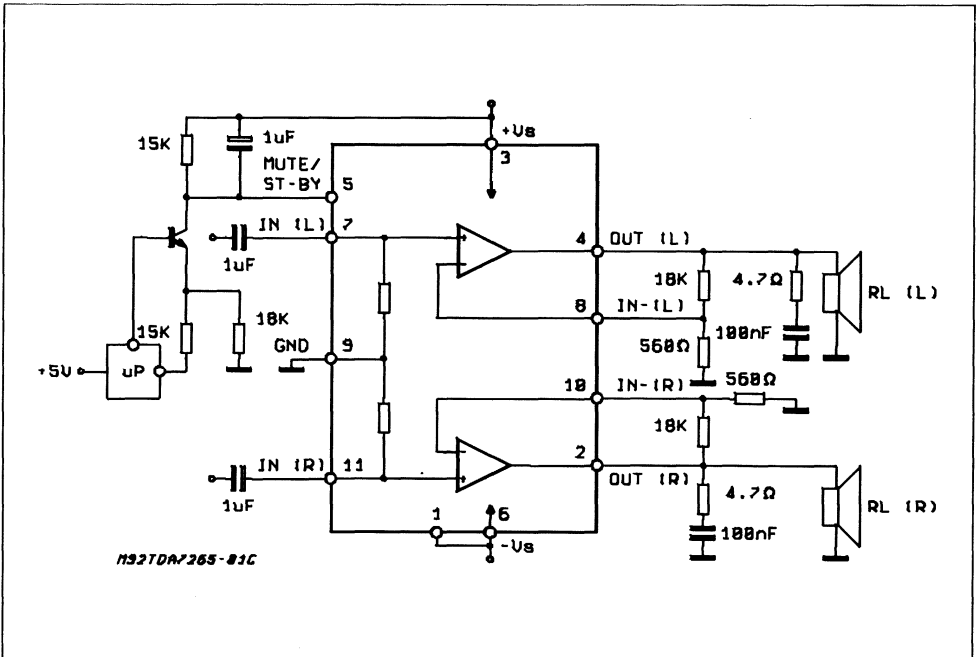 +Vs
3
15K
1uF
MUTE/
ST-BY
5
IN (L)
7
1uF
4
OUT (L)
18K
4.7Ω
RL (L)
8
IN-(L)
100nF
15K
18K
GND
9
560Ω
+5V
uP
10
IN-(R)
560Ω
18K
IN (R)
11
2
OUT (R)
1uF
4.7Ω
RL (R)
1
6
100nF
-Vs
M92TDA7265-01C